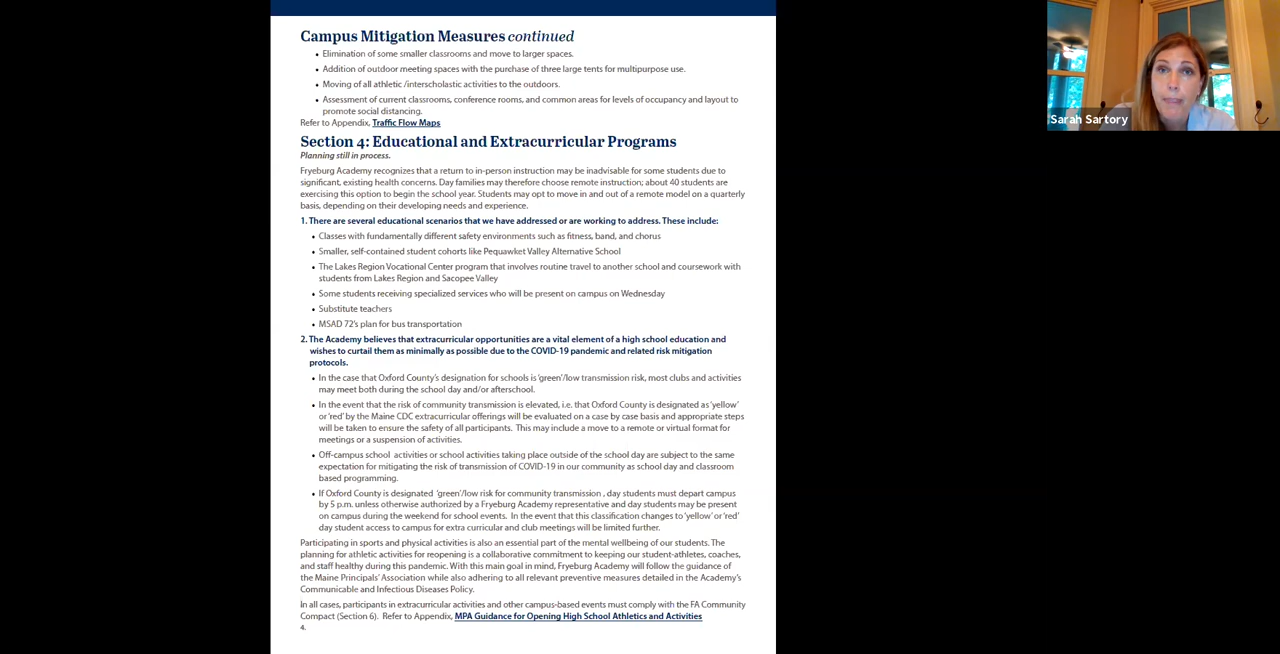 Campus Mitigation Measures continued
• Elimination of some smaller classrooms and move to larger spaces.
• Addition of outdoor meeting spaces with the purchase of three large tents for multipurpose use.
• Moving of all athletic /interscholastic activities to the outdoors.
• Assessment of current classrooms, conference rooms, and common areas for levels of occupancy and layout to
promote social distancing.
Refer to Appendix, Traffic Flow Maps
Section 4: Educational and Extracurricular Programs
Planning still in process.
Fryeburg Academy recognizes that a return to in-person instruction may be inadvisable for some students due to
significant, existing health concerns. Day families may therefore choose remote instruction; about 40 students are
exercising this option to begin the school year. Students may opt to move in and out of a remote model on a quarterly
basis, depending on their developing needs and experience.
1. There are several educational scenarios that we have addressed or are working to address. These include:
• Classes with fundamentally different safety environments such as fitness, band, and chorus
• Smaller, self-contained student cohorts like Pequawket Valley Alternative School
• The Lakes Region Vocational Center program that involves routine travel to another school and coursework with
students from Lakes Region and Sacopee Valley
• Some students receiving specialized services who will be present on campus on Wednesday
• Substitute teachers
• MSAD 72's plan for bus transportation
2. The Academy believes that extracurricular opportunities are a vital element of a high school education and
wishes to curtail them as minimally as possible due to the COVID-19 pandemic and related risk mitigation
protocols.
• In the case that Oxford County's designation for schools is 'green'/low transmission risk, most clubs and activities
may meet both during the school day and/or afterschool.
• In the event that the risk of community transmission is elevated, i.e. that Oxford County is designated as 'yellow'
or 'red' by the Maine CDC extracurricular offerings will be evaluated on a case by case basis and appropriate steps
will be taken to ensure the safety of all participants. This may include a move to a remote or virtual format for
meetings or a suspension of activities.
• Off-campus school activities or school activities taking place outside of the school day are subject to the same
expectation for mitigating the risk of transmission of COVID-19 in our community as school day and classroom
based programming.
• If Oxford County is designated 'green'/low risk for community transmission , day students must depart campus
by 5 p.m. unless otherwise authorized by a Fryeburg Academy representative and day students may be present
on campus during the weekend for school events. In the event that this classification changes to 'yellow' or 'red'
day student access to campus for extra curricular and club meetings will be limited further.
Participating in sports and physical activities is also an essential part of the mental wellbeing of our students. The
planning for athletic activities for reopening is a collaborative commitment to keeping our student-athletes, coaches,
and staff healthy during this pandemic. With this main goal in mind, Fryeburg Academy will follow the guidance of
the Maine Principals' Association while also adhering to all relevant preventive measures detailed in the Academy's
Communicable and Infectious Diseases Policy.
In all cases, participants in extracurricular activities and other campus-based events must comply with the FA Community
Compact (Section 6). Refer to Appendix, MPA Guidance for Opening High School Athletics and Activities
4.
Sarah Sartory